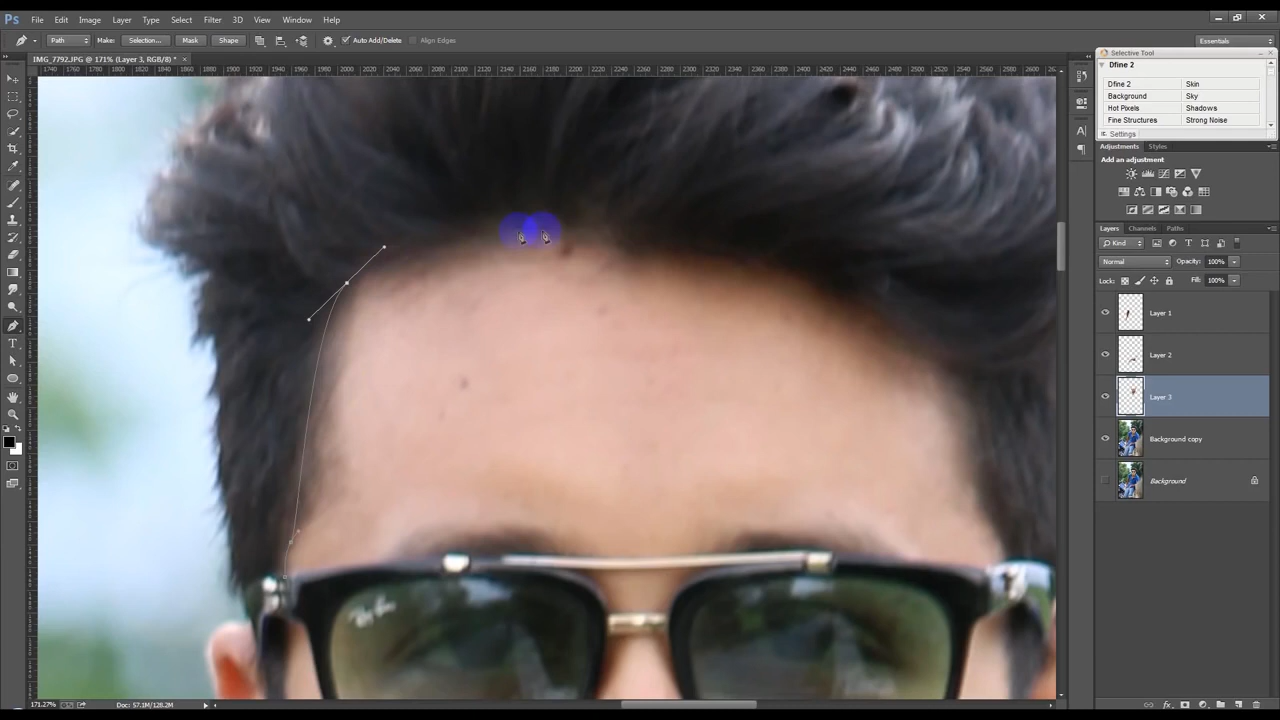 Ps File Edit Image Layer Type Select Filter 3D View Window Help
Path Make: Selection... Mask Shape Auto Add/Delete Align Edges Essentials
IMG_7792.JPG @ 171% (Layer 3, RGB/8) *
Selective Tool
Dfine 2
Dfine 2 Skin
Background Sky
Hot Pixels Shadows
Fine Structures Strong Noise
Settings
Adjustments Styles
Add an adjustment
Layers Channels Paths
Kind
Normal Opacity: 100%
Lock: Fill: 100%
Layer 1
Layer 2
Layer 3
Background copy
Background
Ray-Ban
171.27% Doc: 57.1M/128.2M